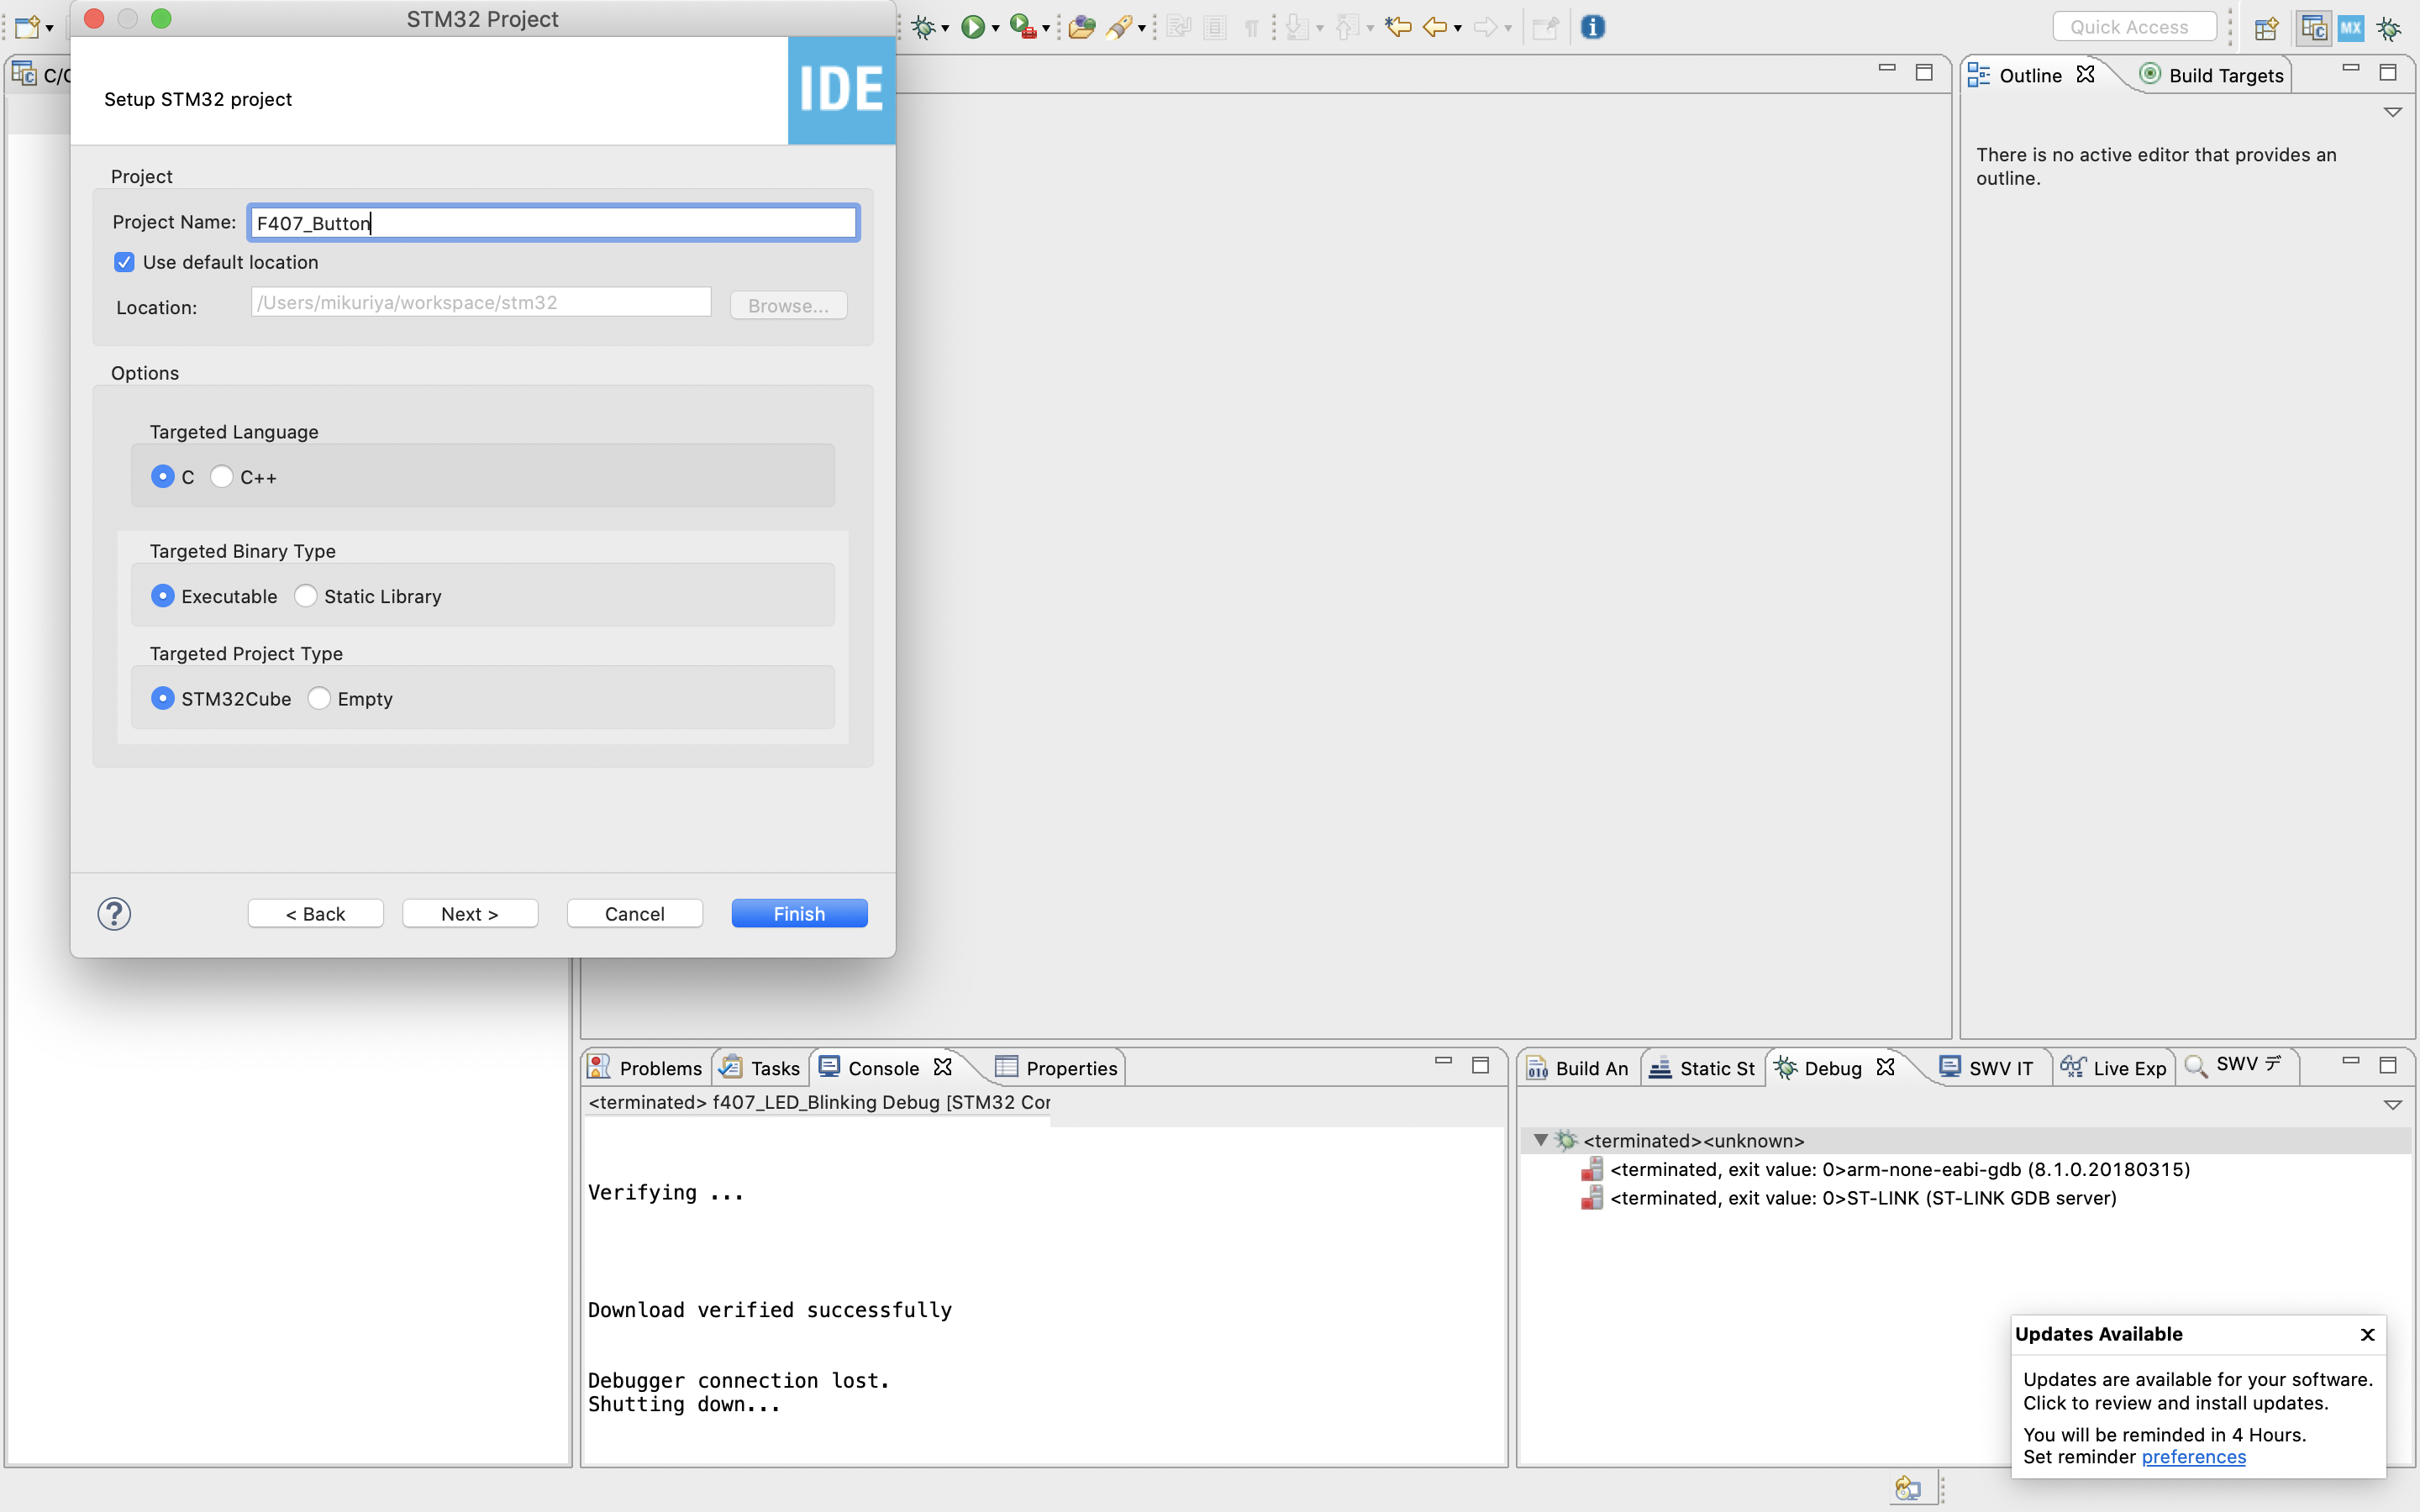 STM32 Project
Quick Access
MX
C/C
Setup STM32 project
IDE
Outline
Build Targets
There is no active editor that provides an
outline.
Project
Project Name:
F407_Button
Use default location
Location:
/Users/mikuriya/workspace/stm32
Browse...
Options
Targeted Language
C
C++
Targeted Binary Type
Executable
Static Library
Targeted Project Type
STM32Cube
Empty
?
< Back
Next >
Cancel
Finish
Problems
Tasks
Console
Properties
<terminated> f407_LED_Blinking Debug [STM32 Cor
Verifying ...
Download verified successfully
Debugger connection lost.
Shutting down...
Build An
Static St
Debug
SWV IT
Live Exp
SWV デ
<terminated><unknown>
<terminated, exit value: 0>arm-none-eabi-gdb (8.1.0.20180315)
<terminated, exit value: 0>ST-LINK (ST-LINK GDB server)
Updates Available
Updates are available for your software.
Click to review and install updates.
You will be reminded in 4 Hours.
Set reminder preferences